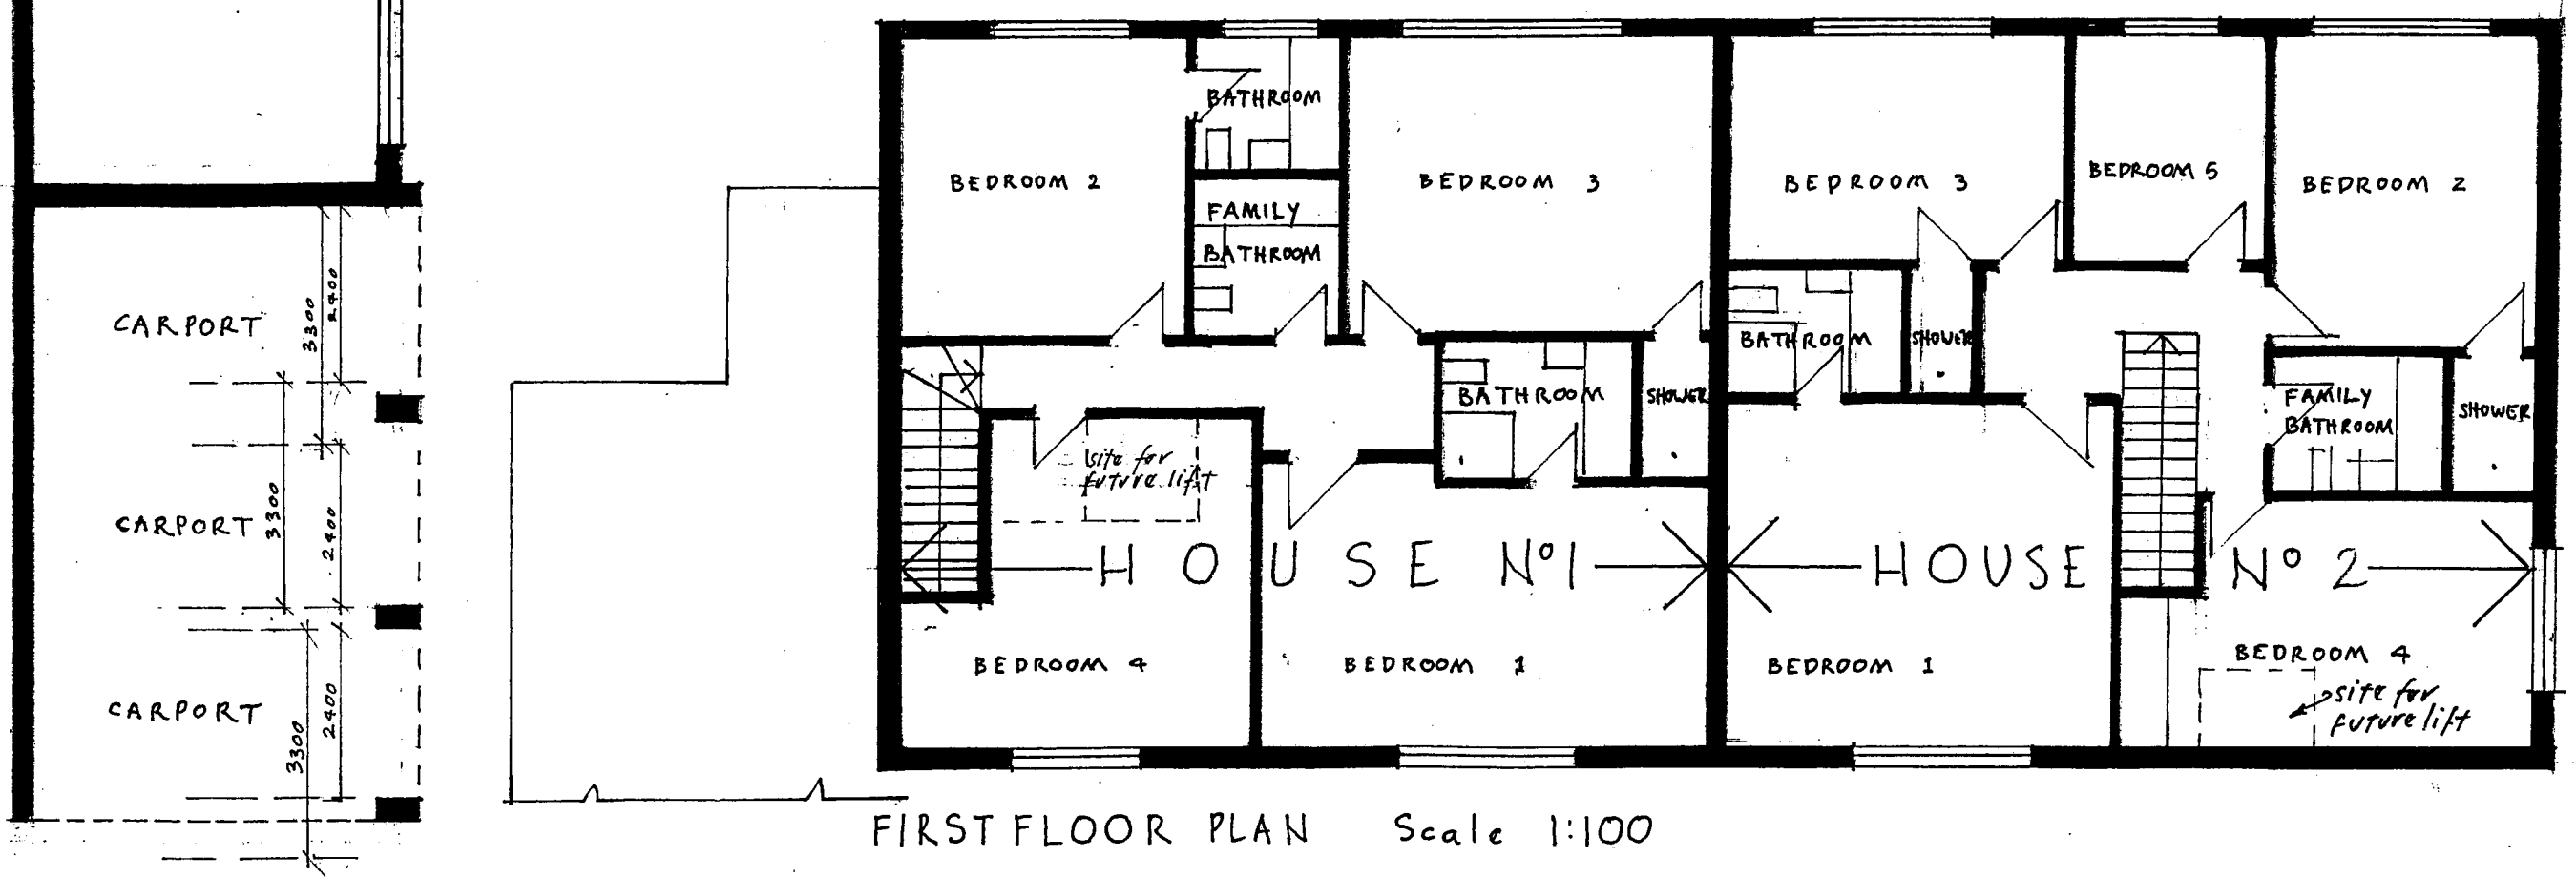 CARPORT
3300
2400
CARPORT
3300
2400
CARPORT
3300
2400
BEDROOM 2
BATHROOM
FAMILY
BATHROOM
BEDROOM 3
BATHROOM
SHOWER
site for
future lift
HOUSE Nº1
BEDROOM 4
BEDROOM 1
BEDROOM 3
BEDROOM 5
BEDROOM 2
BATHROOM
SHOWER
FAMILY
BATHROOM
SHOWER
HOUSE Nº 2
BEDROOM 1
BEDROOM 4
site for
future lift
FIRST FLOOR PLAN Scale 1:100